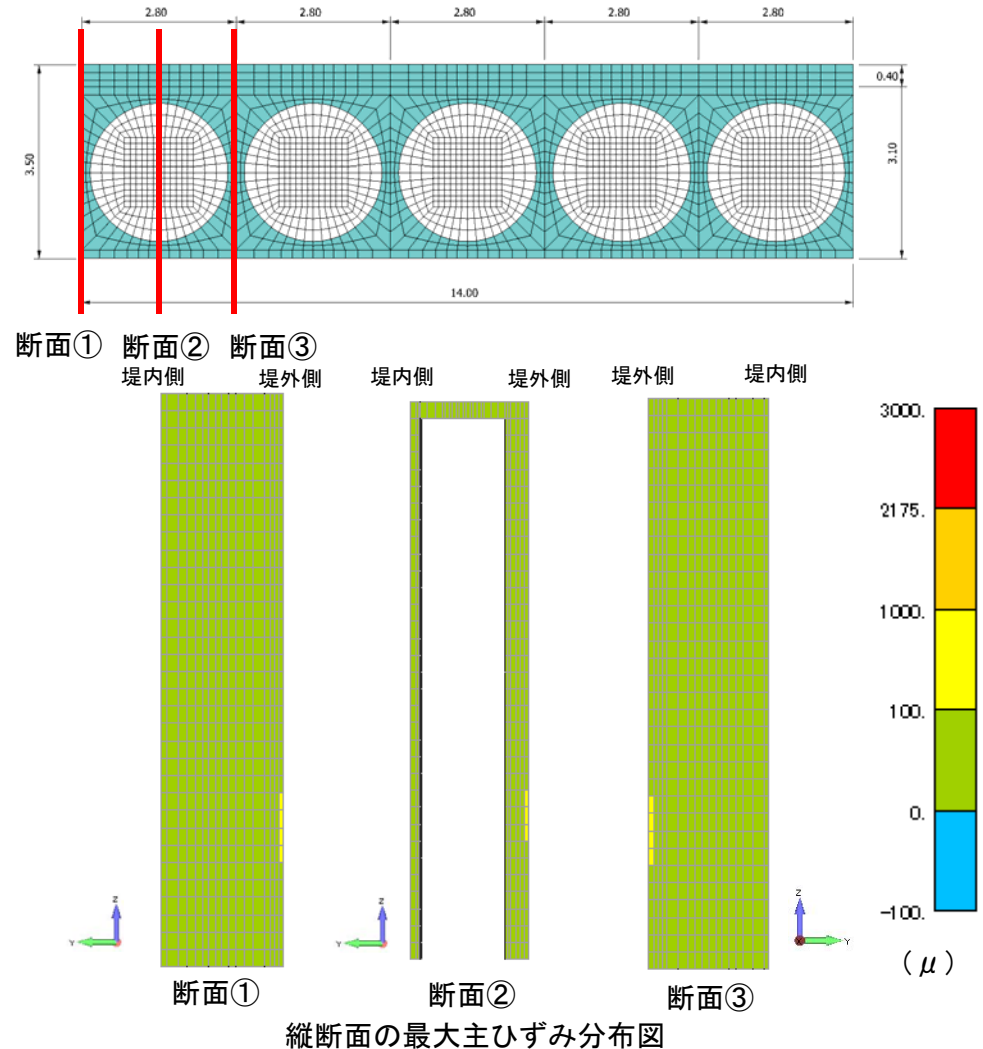 2.80 2.80 2.80 2.80 2.80
0.40
3.50
3.10
14.00
断面① 断面② 断面③
堤内側 堤外側 堤内側 堤外側 堤外側 堤内側
3000.
2175.
1000.
100.
0.
-100.
(μ)
Z Y
Z Y
Z X Y
断面① 断面② 断面③
縦断面の最大主ひずみ分布図